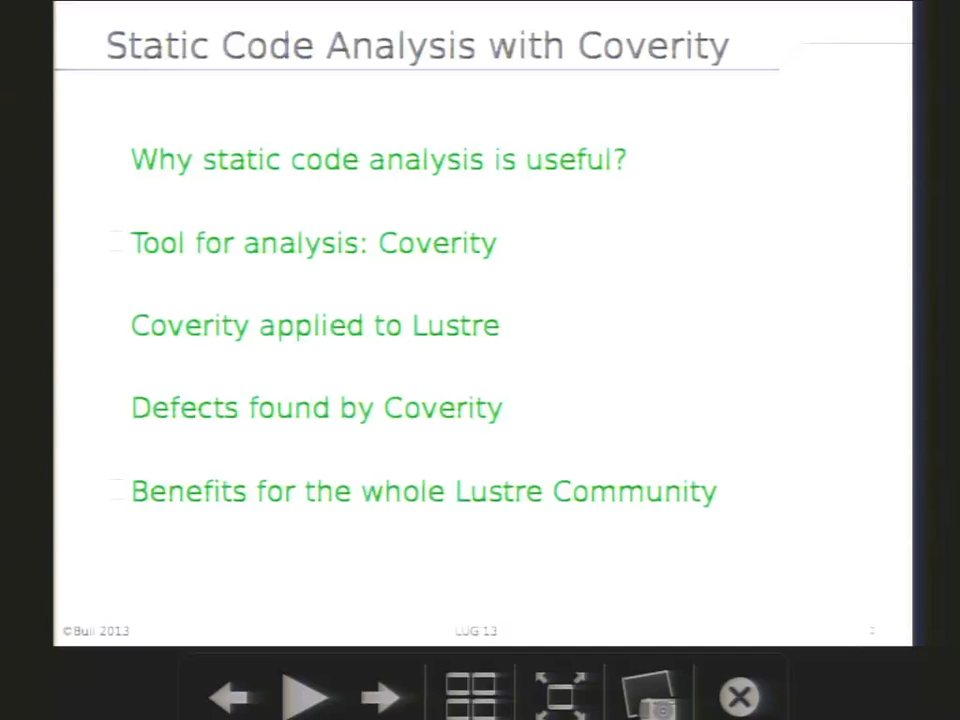 Static Code Analysis with Coverity
Why static code analysis is useful?
Tool for analysis: Coverity
Coverity applied to Lustre
Defects found by Coverity
Benefits for the whole Lustre Community
©Bull 2013
LUG'13